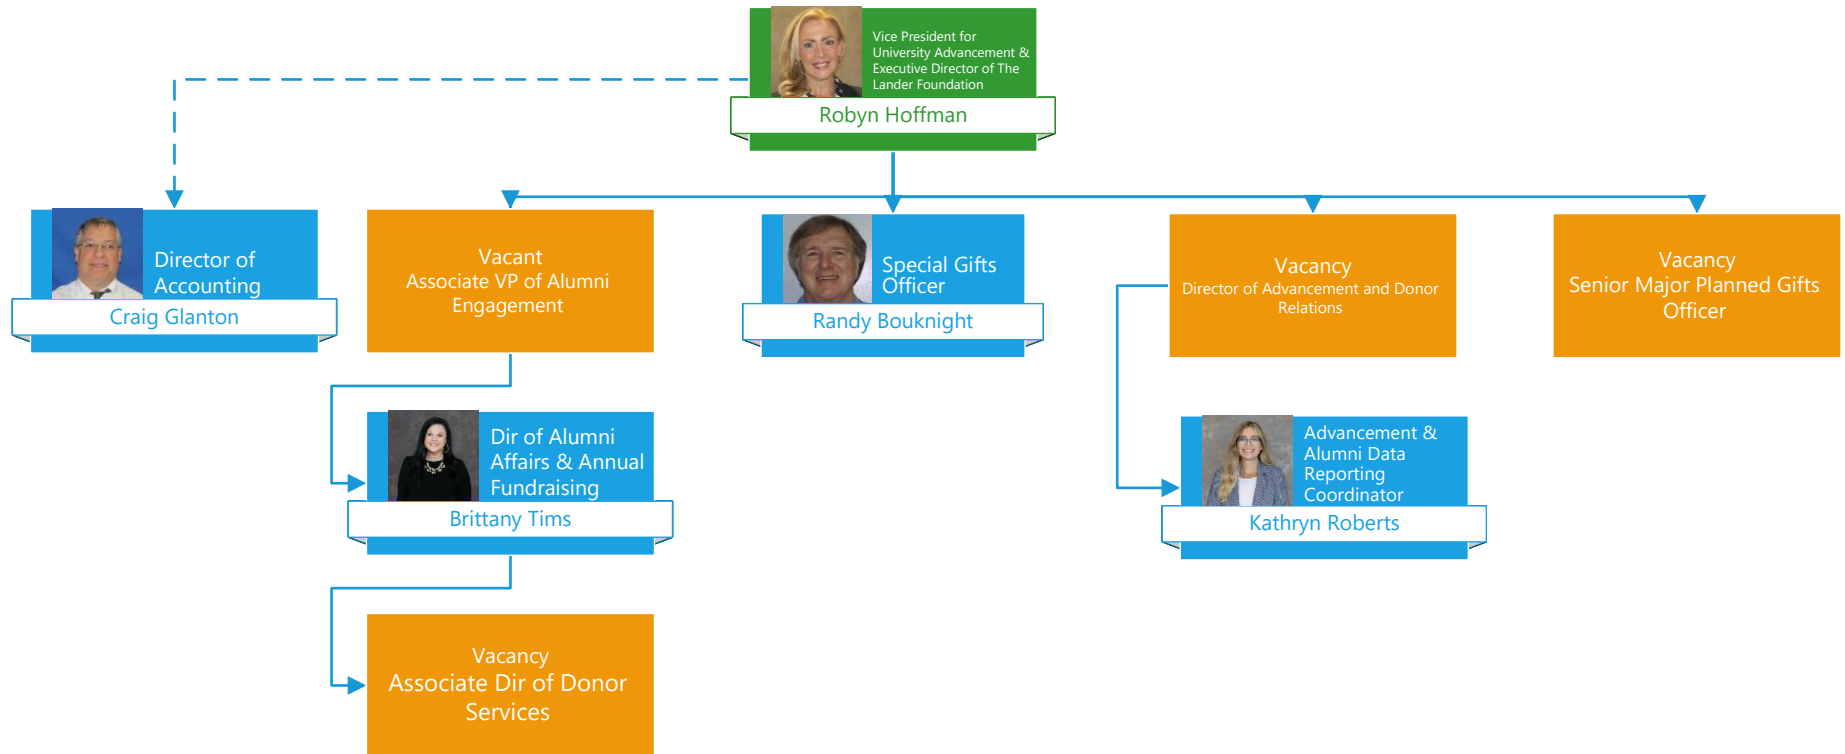 Vice President for
University Advancement &
Executive Director of The
Lander Foundation
Robyn Hoffman
Director of
Accounting
Craig Glanton
Vacant
Associate VP of Alumni
Engagement
Special Gifts
Officer
Randy Bouknight
Vacancy
Director of Advancement and Donor
Relations
Vacancy
Senior Major Planned Gifts
Officer
Dir of Alumni
Affairs & Annual
Fundraising
Brittany Tims
Advancement &
Alumni Data
Reporting
Coordinator
Kathryn Roberts
Vacancy
Associate Dir of Donor
Services